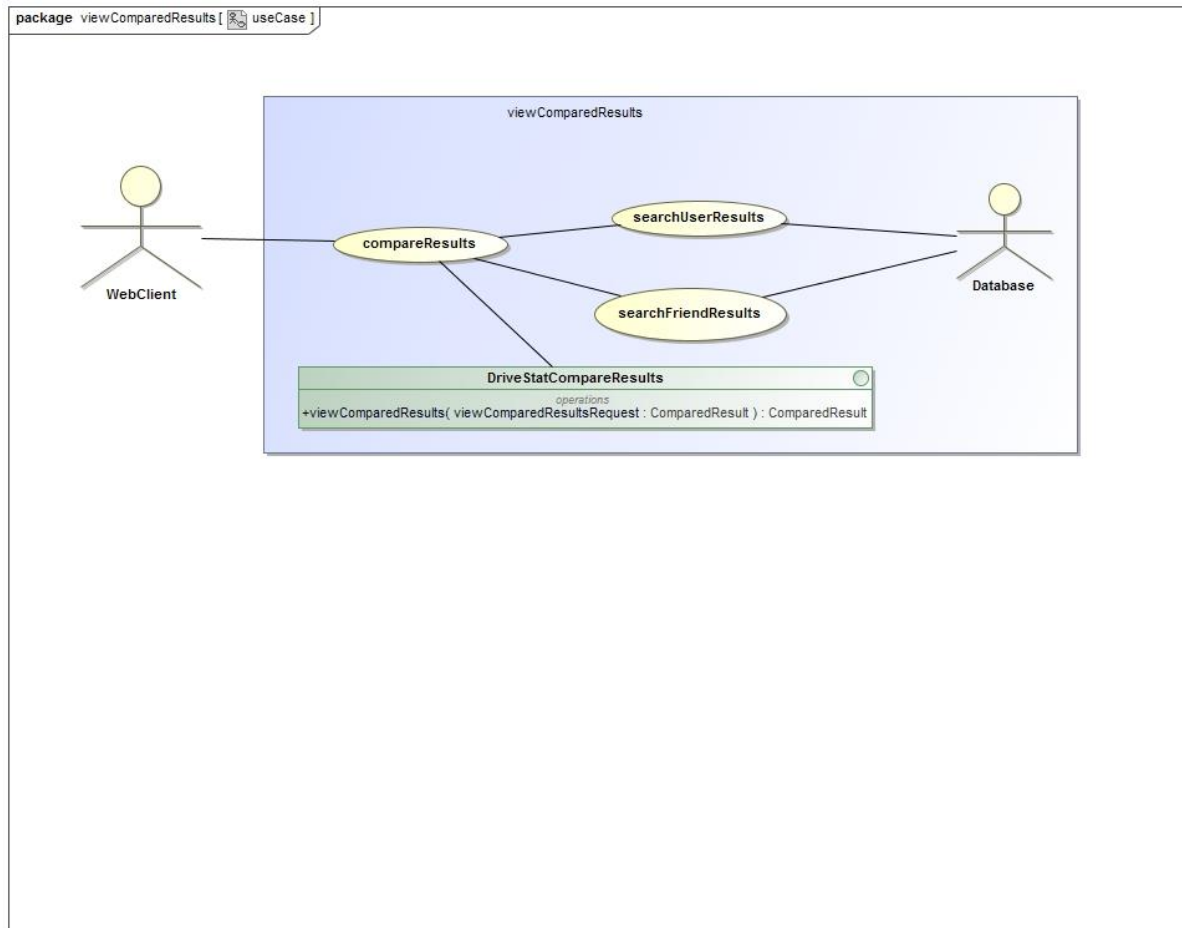 package viewComparedResults [ useCase ]
viewComparedResults
searchUserResults
compareResults
WebClient
Database
searchFriendResults
DriveStatCompareResults
operations
+viewComparedResults( viewComparedResultsRequest : ComparedResult ) : ComparedResult